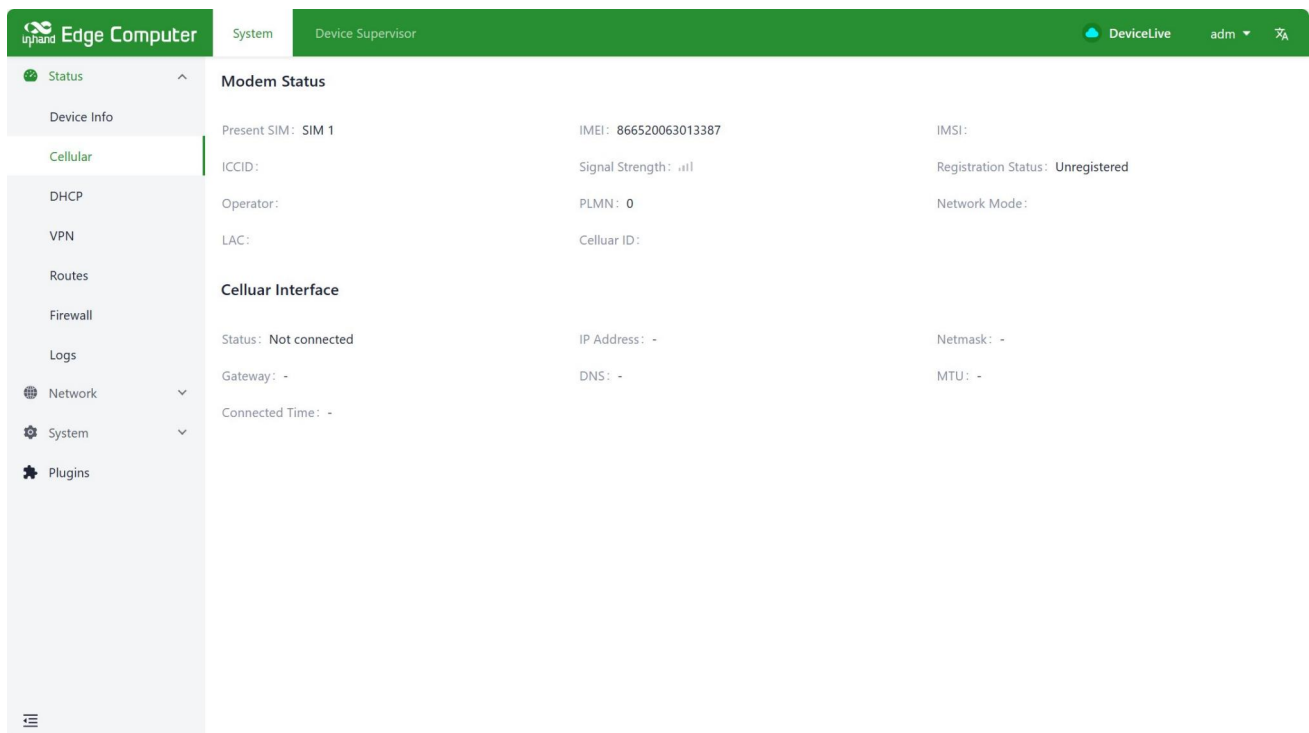 inhand Edge Computer System Device Supervisor DeviceLive adm
Status
Device Info
Cellular
DHCP
VPN
Routes
Firewall
Logs
Network
System
Plugins
Modem Status
Present SIM: SIM 1 IMEI: 866520063013387 IMSI:
ICCID: Signal Strength: Registration Status: Unregistered
Operator: PLMN: 0 Network Mode:
LAC: Celluar ID:
Celluar Interface
Status: Not connected IP Address: - Netmask: -
Gateway: - DNS: - MTU: -
Connected Time: -